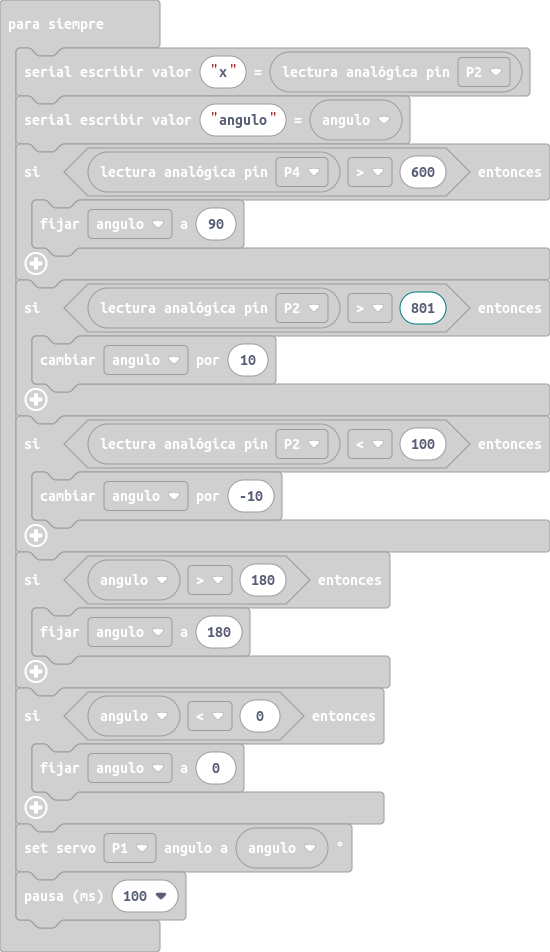 para siempre
serial escribir valor "x" = lectura analógica pin P2
serial escribir valor "angulo" = angulo
si lectura analógica pin P4 > 600 entonces
fijar angulo a 90
si lectura analógica pin P2 > 801 entonces
cambiar angulo por 10
si lectura analógica pin P2 < 100 entonces
cambiar angulo por -10
si angulo > 180 entonces
fijar angulo a 180
si angulo < 0 entonces
fijar angulo a 0
set servo P1 angulo a angulo °
pausa (ms) 100